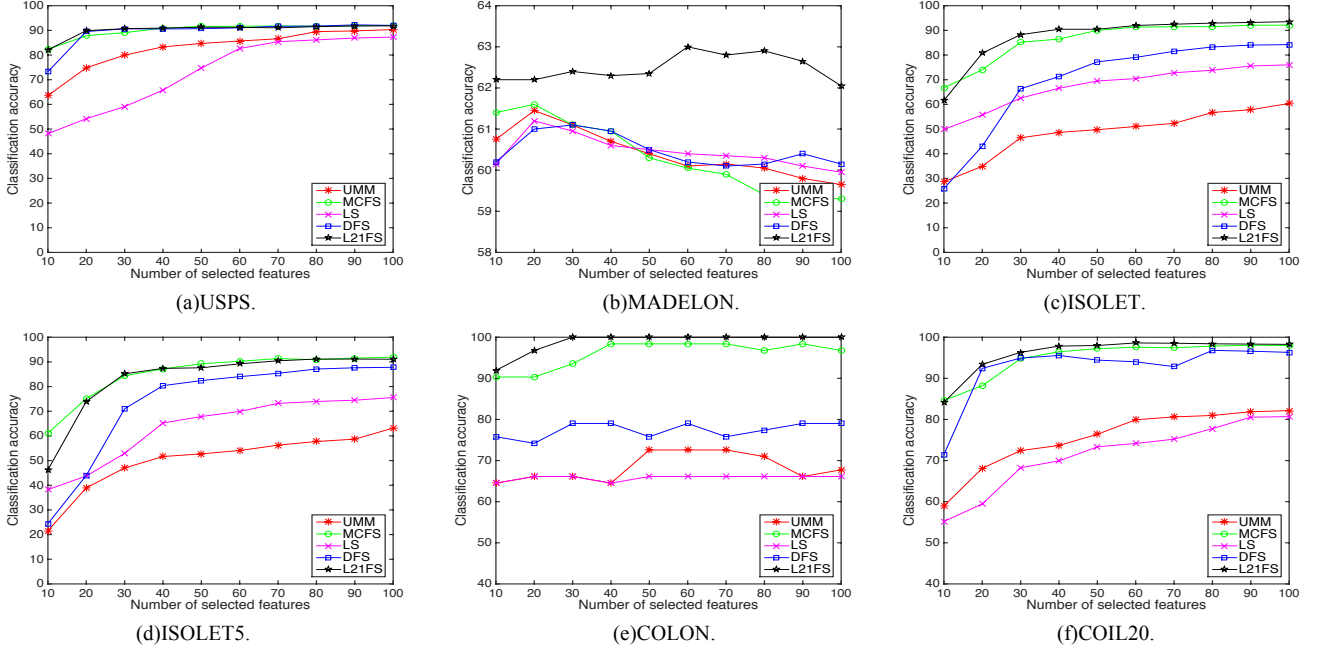 100
90
80
70
60
50
40
30
20
10
0
Classification accuracy
10 20 30 40 50 60 70 80 90 100
Number of selected features
UMM
MCFS
LS
DFS
L21FS
(a)USPS.
64
63
62
61
60
59
58
Classification accuracy
10 20 30 40 50 60 70 80 90 100
Number of selected features
UMM
MCFS
LS
DFS
L21FS
(b)MADELON.
100
90
80
70
60
50
40
30
20
10
0
Classification accuracy
10 20 30 40 50 60 70 80 90 100
Number of selected features
UMM
MCFS
LS
DFS
L21FS
(c)ISOLET.
100
90
80
70
60
50
40
30
20
10
0
Classification accuracy
10 20 30 40 50 60 70 80 90 100
Number of selected features
UMM
MCFS
LS
DFS
L21FS
(d)ISOLET5.
100
90
80
70
60
50
40
Classification accuracy
10 20 30 40 50 60 70 80 90 100
Number of selected features
UMM
MCFS
LS
DFS
L21FS
(e)COLON.
100
90
80
70
60
50
40
Classification accuracy
10 20 30 40 50 60 70 80 90 100
Number of selected features
UMM
MCFS
LS
DFS
L21FS
(f)COIL20.